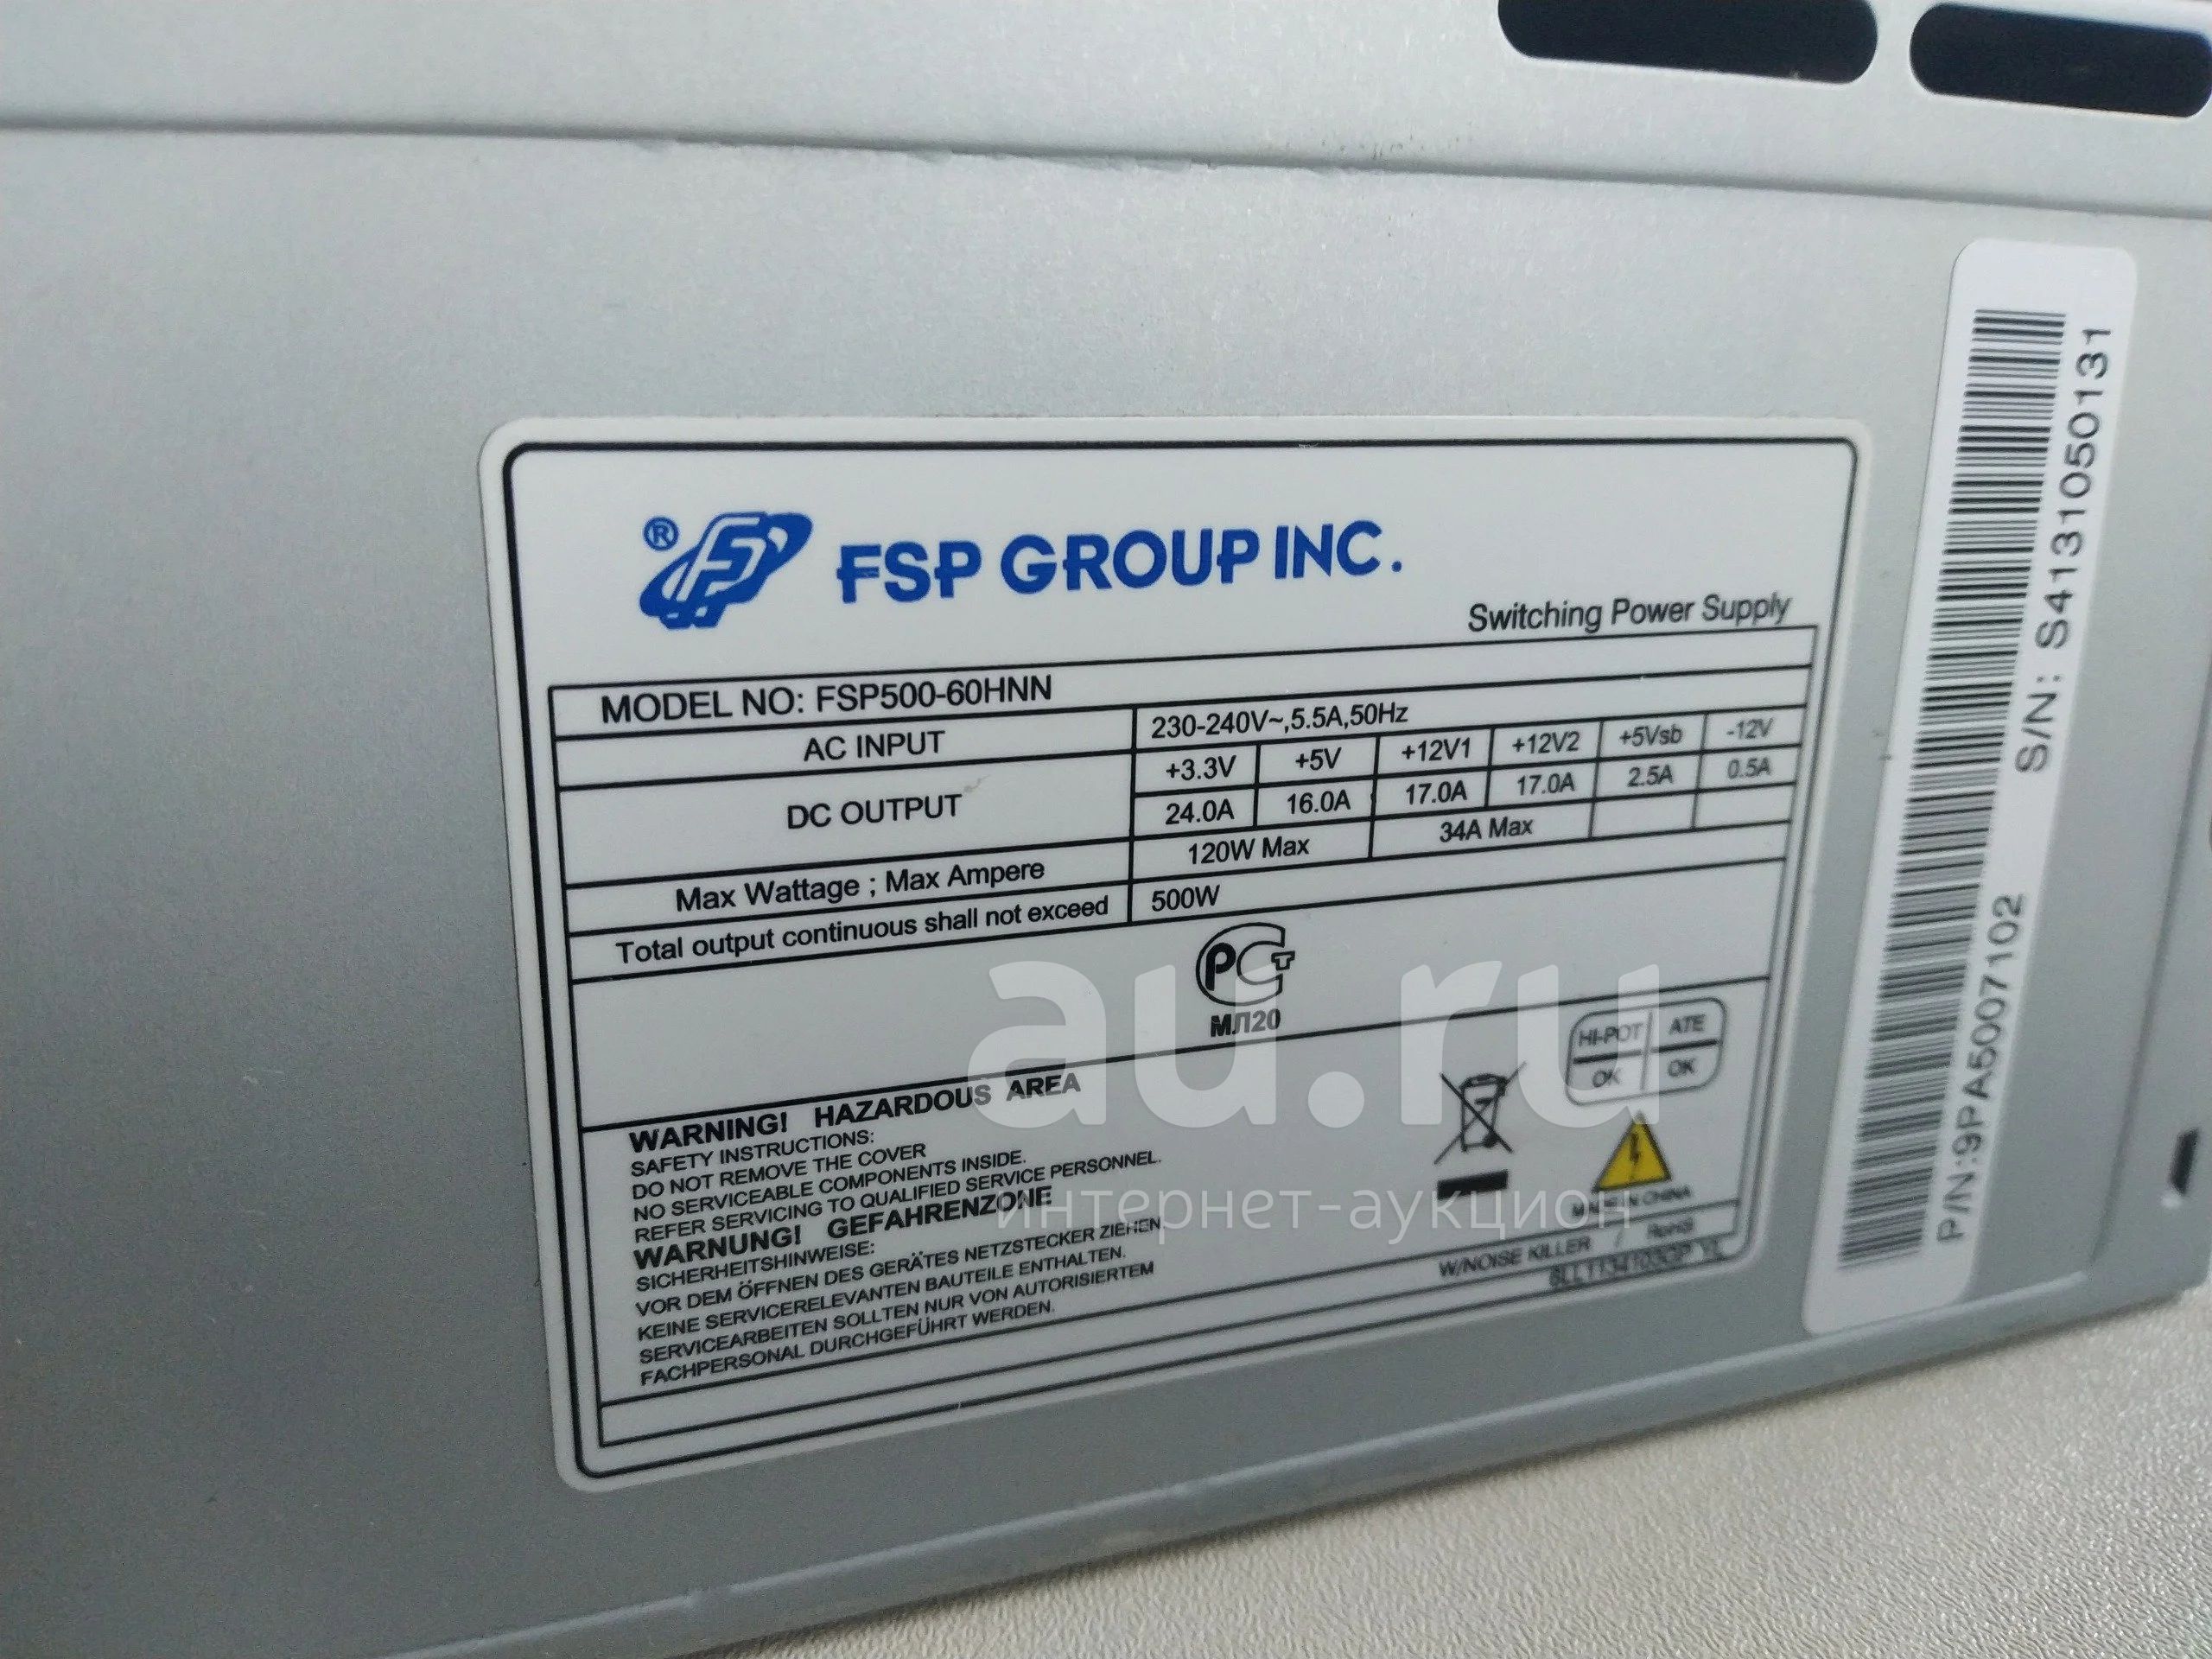 ® FSP GROUP INC.
Switching Power Supply
MODEL NO: FSP500-60HNN
AC INPUT 230-240V~,5.5A,50Hz
DC OUTPUT +3.3V +5V +12V1 +12V2 +5Vsb -12V
24.0A 16.0A 17.0A 17.0A 2.5A 0.5A
Max Wattage ; Max Ampere 120W Max 34A Max
Total output continuous shall not exceed 500W
РСТ
МЛ20
au.ru
интернет-аукцион
HI-POT ATE
OK OK
WARNING! HAZARDOUS AREA
SAFETY INSTRUCTIONS:
DO NOT REMOVE THE COVER
NO SERVICEABLE COMPONENTS INSIDE.
REFER SERVICING TO QUALIFIED SERVICE PERSONNEL.
WARNUNG! GEFAHRENZONE
SICHERHEITSHINWEISE:
VOR DEM ÖFFNEN DES GERÄTES NETZSTECKER ZIEHEN
KEINE SERVICERELEVANTEN BAUTEILE ENTHALTEN.
SERVICEARBEITEN SOLLTEN NUR VON AUTORISIERTEM
FACHPERSONAL DURCHGEFÜHRT WERDEN.
MADE IN CHINA
W/NOISE KILLER / RoHS
S/N: S4131050131
P/N:9PA5007102